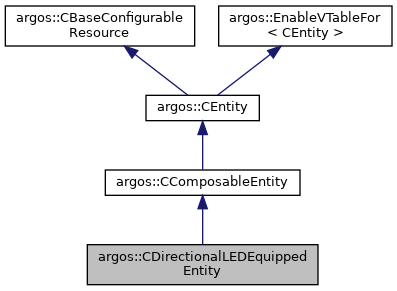 argos::CBaseConfigurable
Resource
argos::EnableVTableFor
< CEntity >
argos::CEntity
argos::CComposableEntity
argos::CDirectionalLEDEquipped
Entity